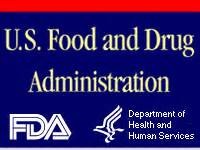 U.S. Food and Drug
Administration
FDA
Department of
Health and
Human Services